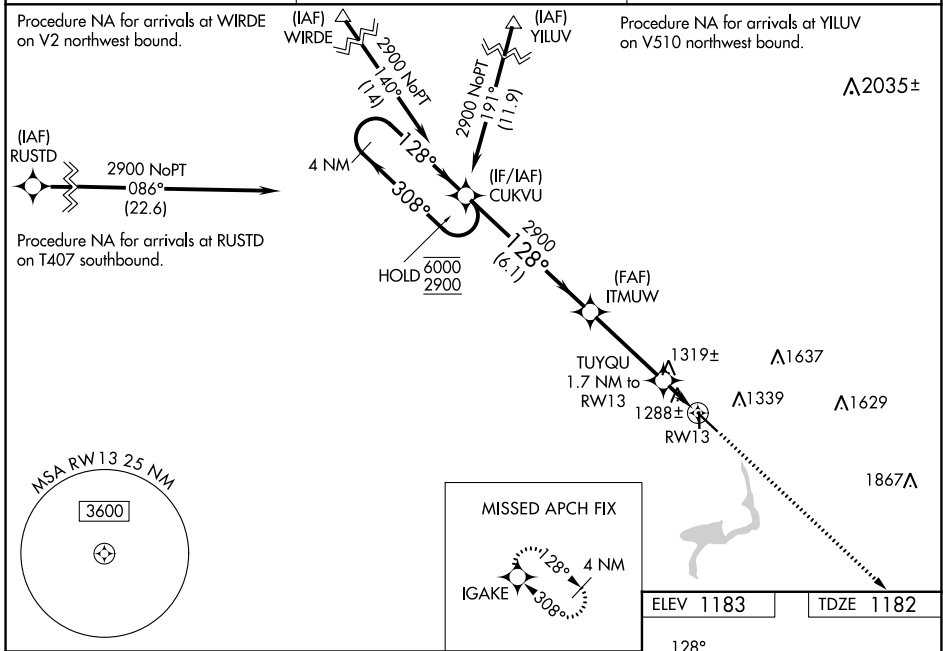 Procedure NA for arrivals at WIRDE
on V2 northwest bound.
(IAF)
WIRDE
2900 NoPT
140°
(14)
(IAF)
YILUV
2900 NoPT
191°
(11.9)
Procedure NA for arrivals at YILUV
on V510 northwest bound.
2035±
(IAF)
RUSTD
2900 NoPT
086°
(22.6)
Procedure NA for arrivals at RUSTD
on T407 southbound.
4 NM
128°
308°
(IF/IAF)
CUKVU
HOLD 6000
2900
2900
128°
(6.1)
(FAF)
ITMUW
TUYQU
1.7 NM to
RW13
1319±
1288±
RW13
1637
1339
1629
1867
MSA RW13 25 NM
3600
MISSED APCH FIX
128°
4 NM
IGAKE
308°
ELEV 1183
TDZE 1182
128°